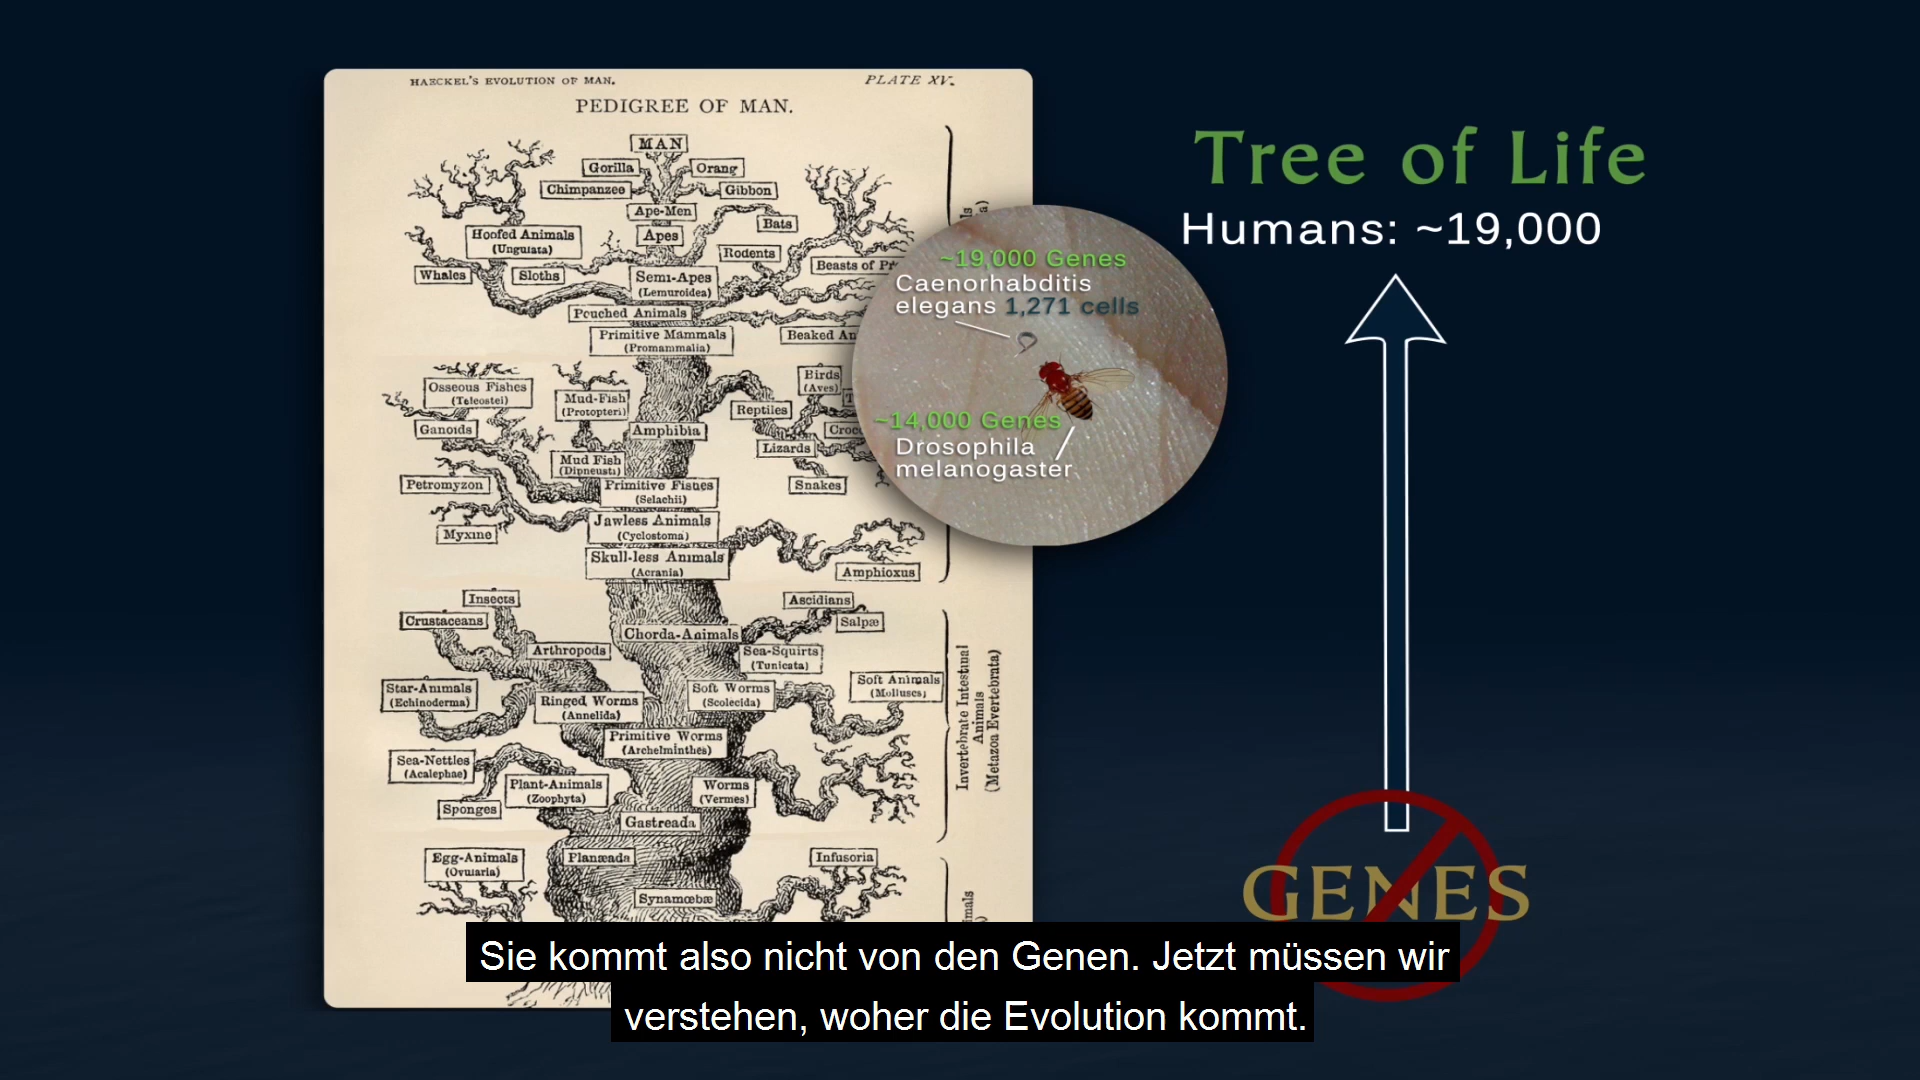 HAECKEL'S EVOLUTION OF MAN.
PLATE XV.
PEDIGREE OF MAN.
MAN
Gorilla
Orang
Chimpanzee
Gibbon
Ape-Men
Bats
Hoofed Animals
(Ungulata)
Apes
Rodents
Beasts of
Whales
Sloths
Semi-Apes
(Lemuroidea)
Pouched Animals
Primitive Mammals
(Promammalia)
Beaked
Osseous Fishes
(Teleostei)
Mud-Fish
(Protopteri)
Birds
(Aves)
Reptiles
Ganoids
Amphibia
Lizards
Mud Fish
(Dipneusti)
Petromyzon
Primitive Fishes
(Selachii)
Snakes
Jawless Animals
(Cyclostoma)
Myxine
Skull-less Animals
(Acrania)
Amphioxus
Insects
Ascidians
Crustaceans
Salpæ
Chorda-Animals
Arthropods
Sea-Squirts
(Tunicata)
Star-Animals
(Echinoderma)
Ringed Worms
(Annelida)
Soft Worms
(Scolecida)
Soft Animals
(Molluscs)
Primitive Worms
(Archelminthes)
Sea-Nettles
(Acalephae)
Plant-Animals
(Zoophyta)
Worms
(Vermes)
Sponges
Gastreada
Egg-Animals
(Ovularia)
Planæada
Infusoria
Synamœbæ
Invertebrate Intestinal
Animals
(Metazoa Evertebrata)
~19,000 Genes
Caenorhabditis
elegans 1,271 cells
~14,000 Genes
Drosophila
melanogaster
Tree of Life
Humans: ~19,000
GENES
Sie kommt also nicht von den Genen. Jetzt müssen wir
verstehen, woher die Evolution kommt.